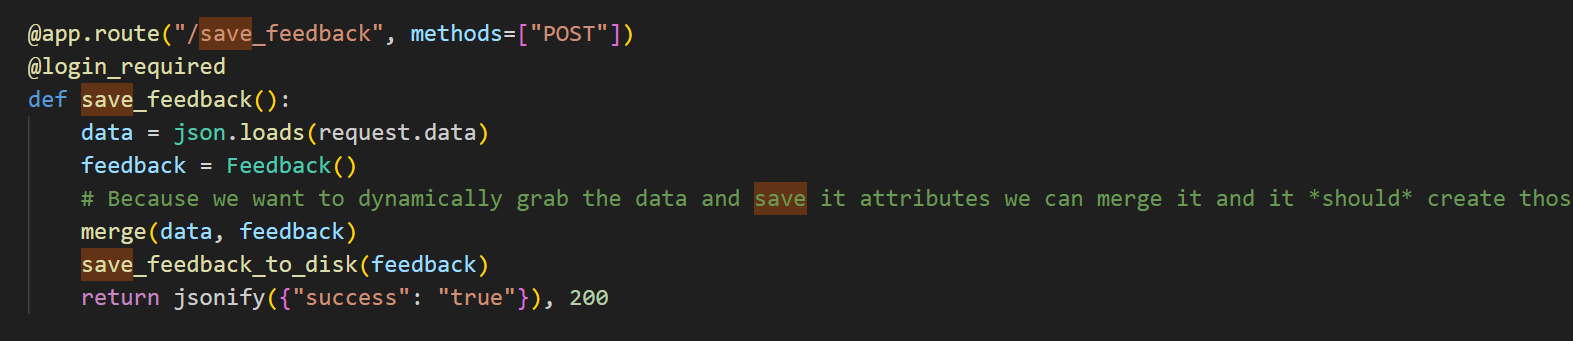 @app.route("/save_feedback", methods=["POST"])
@login_required
def save_feedback():
    data = json.loads(request.data)
    feedback = Feedback()
    # Because we want to dynamically grab the data and save it attributes we can merge it and it *should* create thos
    merge(data, feedback)
    save_feedback_to_disk(feedback)
    return jsonify({"success": "true"}), 200